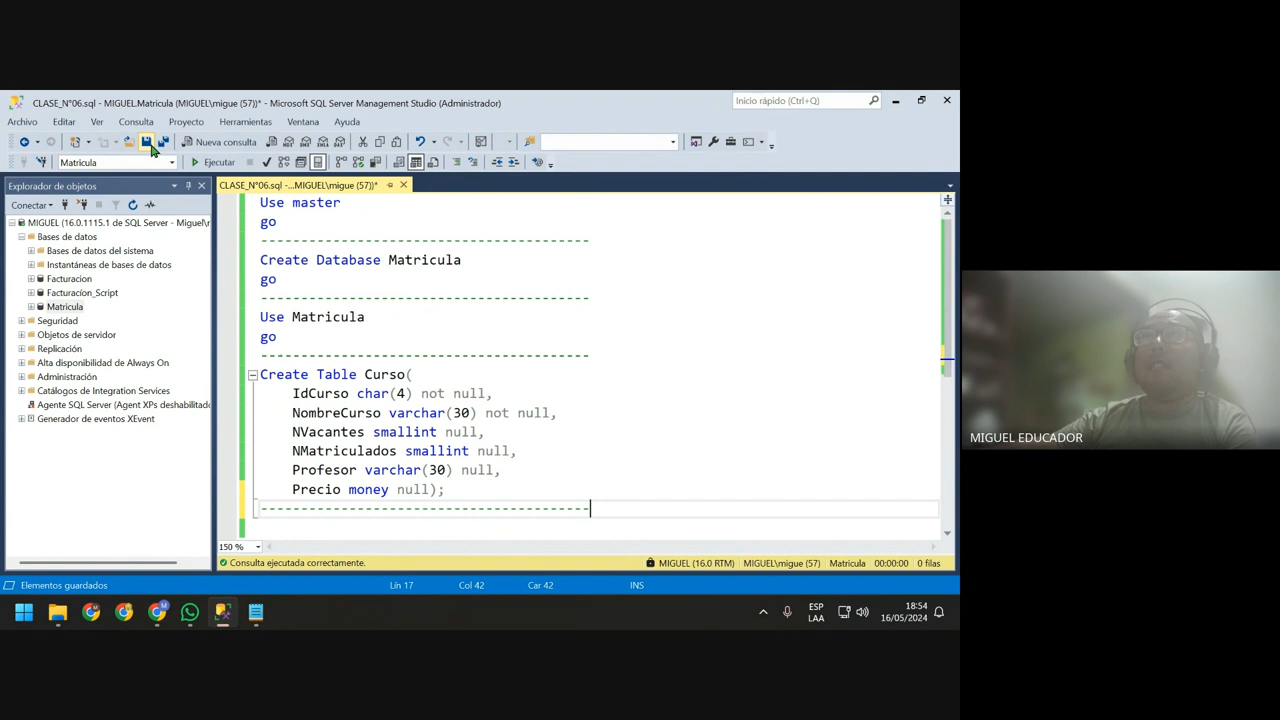 CLASE_N°06.sql - MIGUEL.Matricula (MIGUEL\migue (57))* - Microsoft SQL Server Management Studio (Administrador)
Inicio rápido (Ctrl+Q)
Archivo Editar Ver Consulta Proyecto Herramientas Ventana Ayuda
Nueva consulta
Matricula Ejecutar
Explorador de objetos
CLASE_N°06.sql -...MIGUEL\migue (57))*
Conectar
MIGUEL (16.0.1115.1 de SQL Server - Miguel\
Bases de datos
Bases de datos del sistema
Instantáneas de bases de datos
Facturacion
Facturacíon_Script
Matricula
Seguridad
Objetos de servidor
Replicación
Alta disponibilidad de Always On
Administración
Catálogos de Integration Services
Agente SQL Server (Agent XPs deshabilitado
Generador de eventos XEvent
Use master
go
-----------------------------------------
Create Database Matricula
go
-----------------------------------------
Use Matricula
go
-----------------------------------------
Create Table Curso(
IdCurso char(4) not null,
NombreCurso varchar(30) not null,
NVacantes smallint null,
NMatriculados smallint null,
Profesor varchar(30) null,
Precio money null);
-----------------------------------------
150 %
Consulta ejecutada correctamente.
MIGUEL (16.0 RTM) MIGUEL\migue (57) Matricula 00:00:00 0 filas
Elementos guardados
Lín 17 Col 42 Car 42 INS
ESP
LAA
18:54
16/05/2024
MIGUEL EDUCADOR